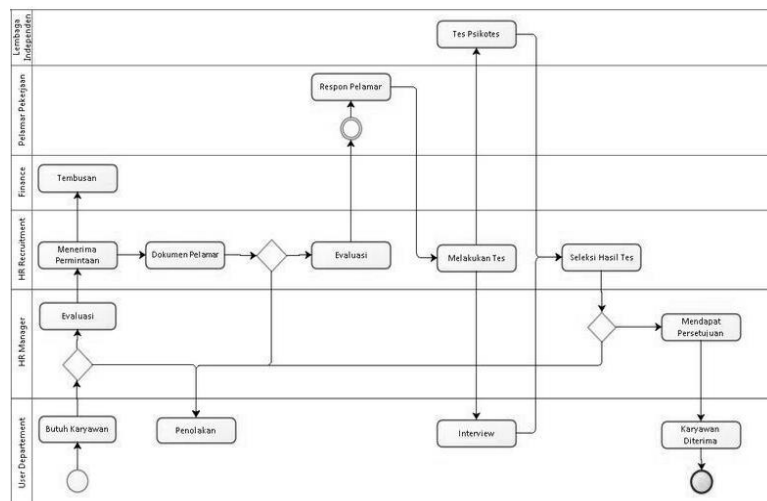 Lembaga
Independen
Tes Psikotes
Pelamar Pekerjaan
Respon Pelamar
Finance
Tembusan
HR Recruitment
Menerima
Permintaan
Dokumen Pelamar
Evaluasi
Melakukan Tes
Seleksi Hasil Tes
HR Manager
Evaluasi
Mendapat
Persetujuan
User Departement
Butuh Karyawan
Penolakan
Interview
Karyawan
Diterima